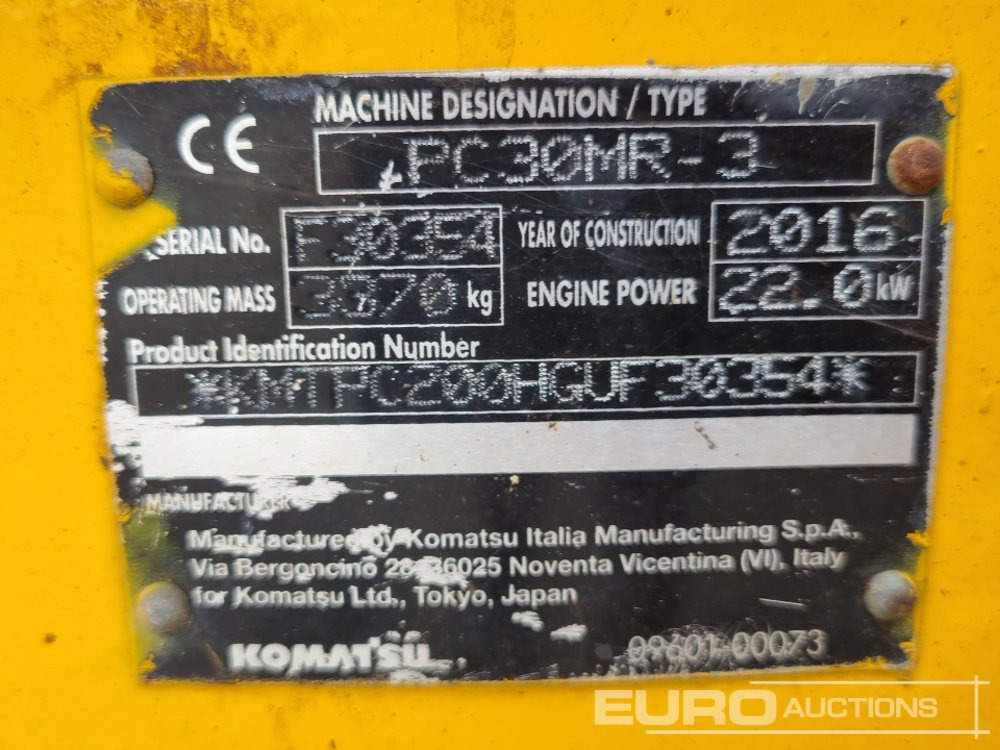 CE
MACHINE DESIGNATION / TYPE
PC30MR-3
SERIAL No. F30354 YEAR OF CONSTRUCTION 2016
OPERATING MASS 3370 kg ENGINE POWER 22.0 kW
Product Identification Number
*KMTPC200HGUF30354*
MANUFACTURER
Manufactured by Komatsu Italia Manufacturing S.p.A.,
Via Bergoncino 28-36025 Noventa Vicentina (VI), Italy
for Komatsu Ltd., Tokyo, Japan
KOMATSU 09601-00073
EURO AUCTIONS